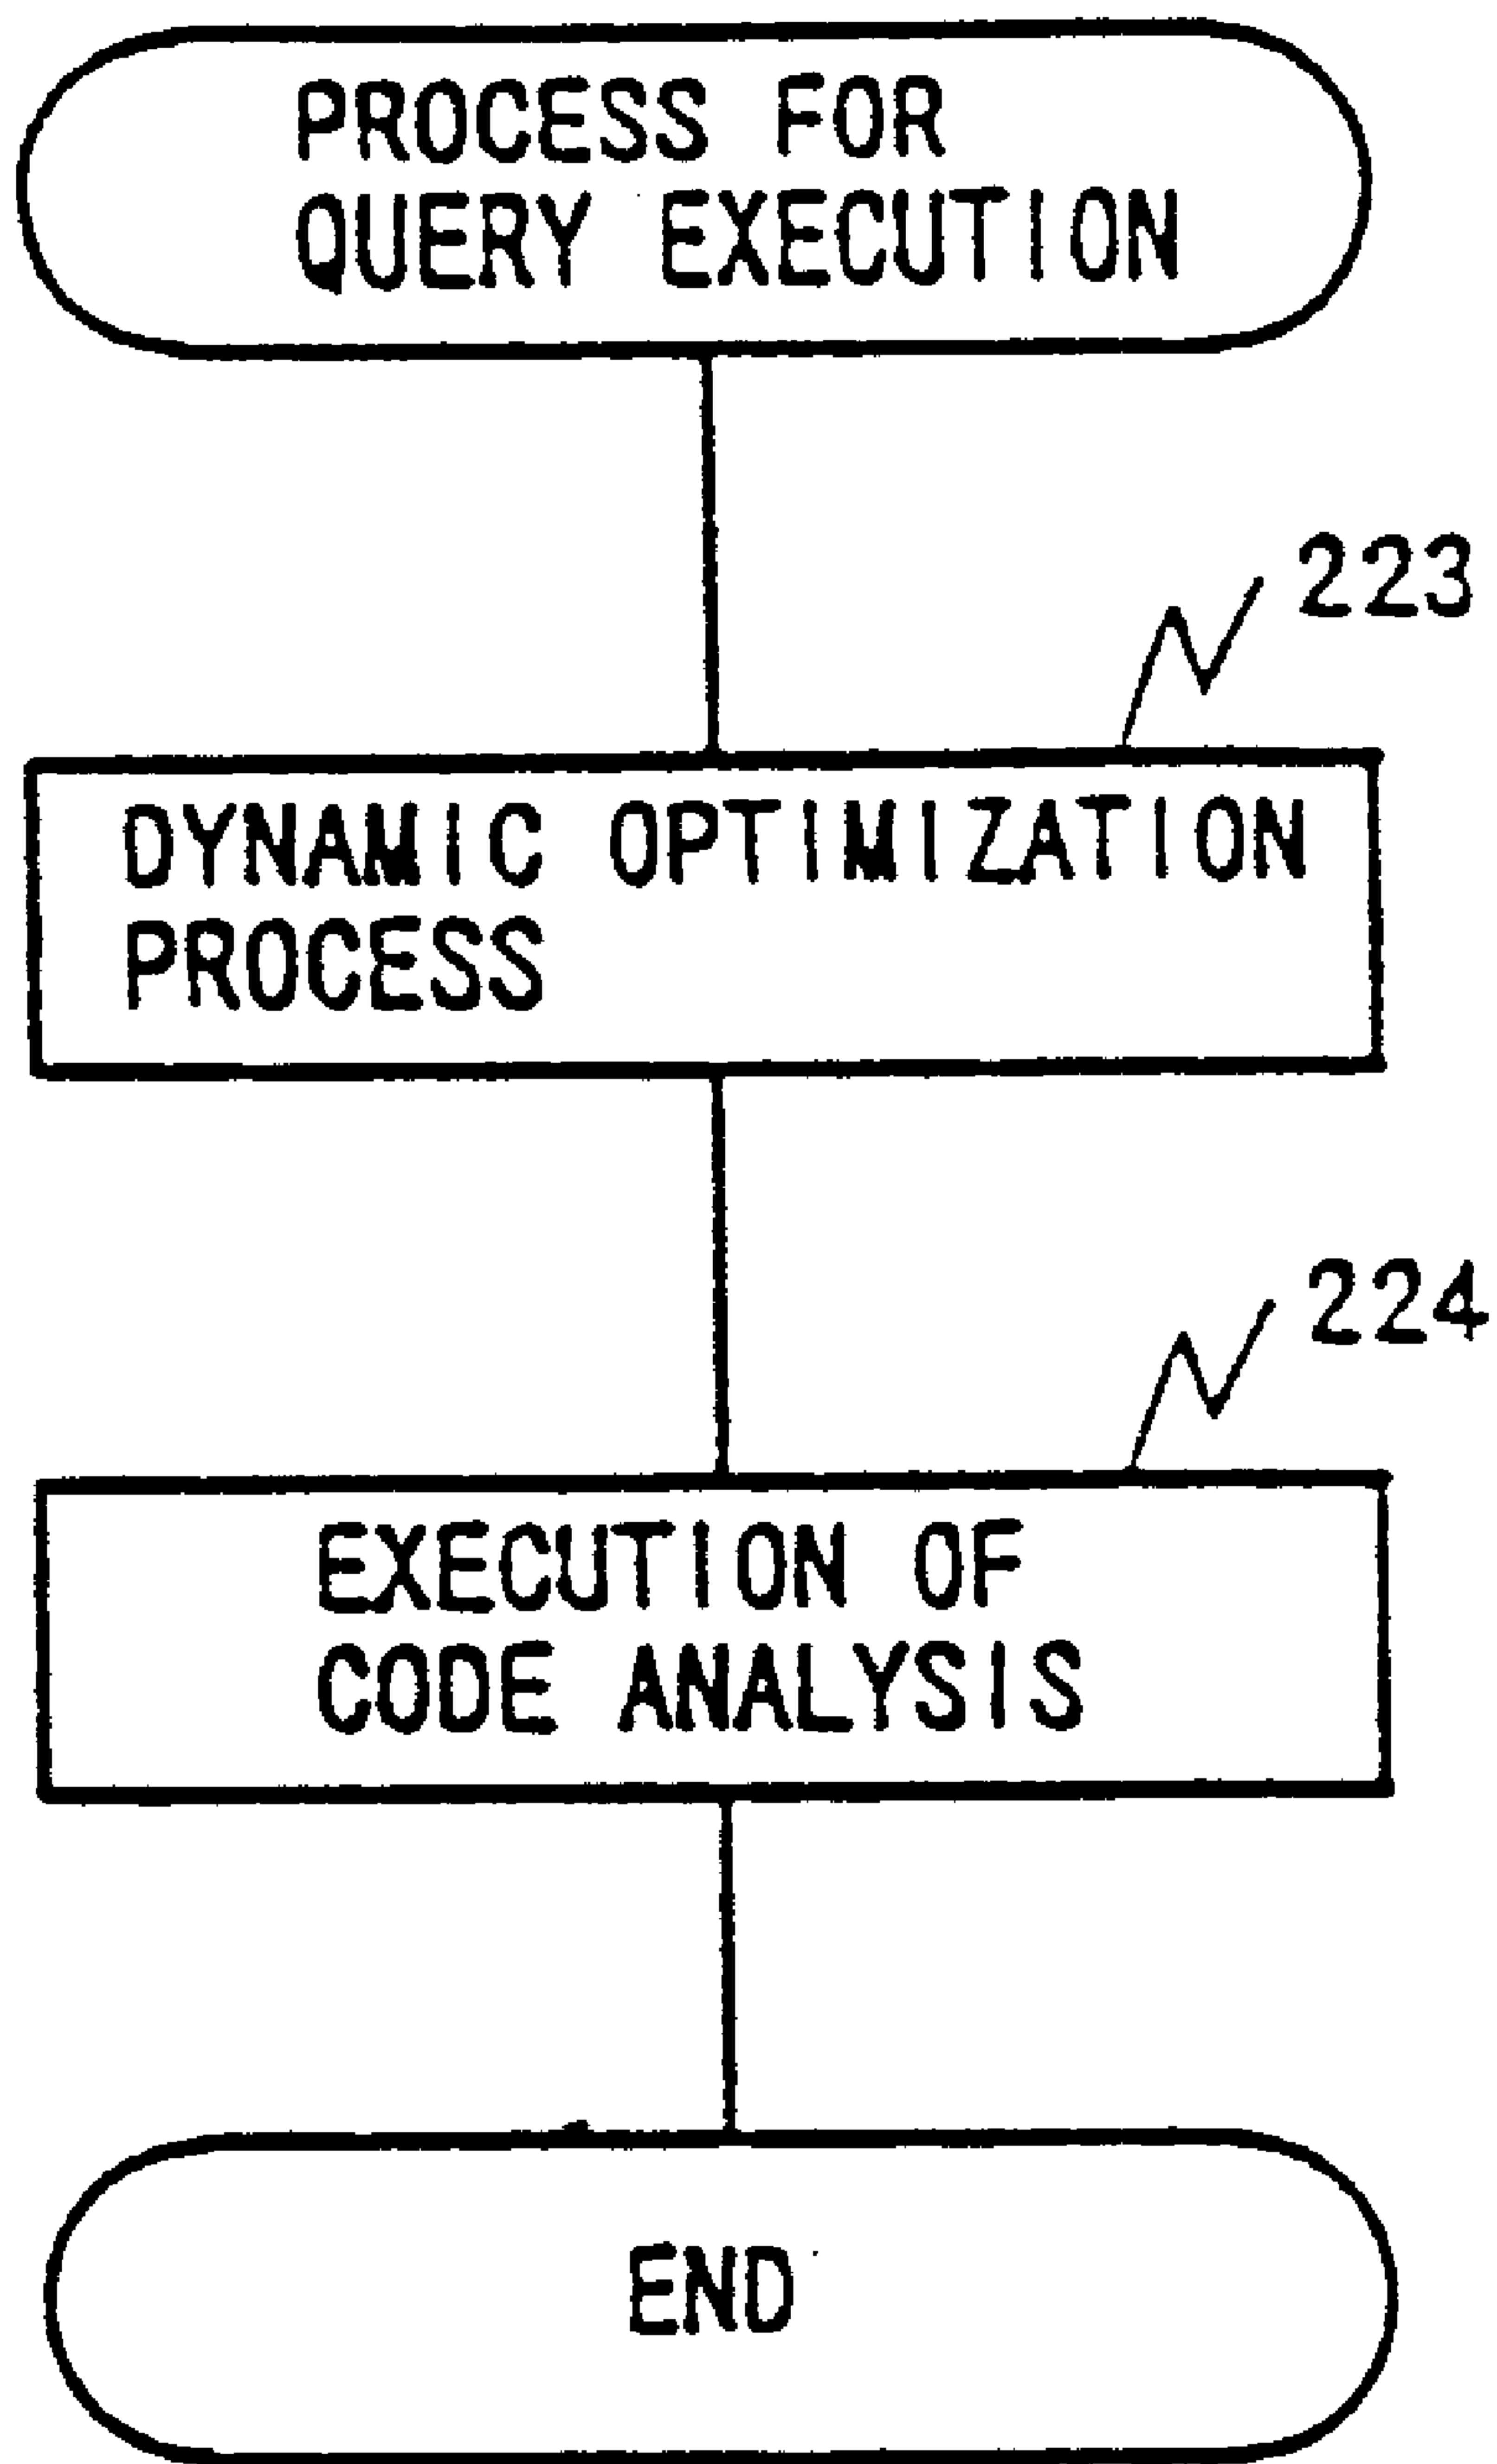 PROCESS FOR
QUERY EXECUTION
223
DYNAMIC OPTIMIZATION
PROCESS
224
EXECUTION OF
CODE ANALYSIS
END